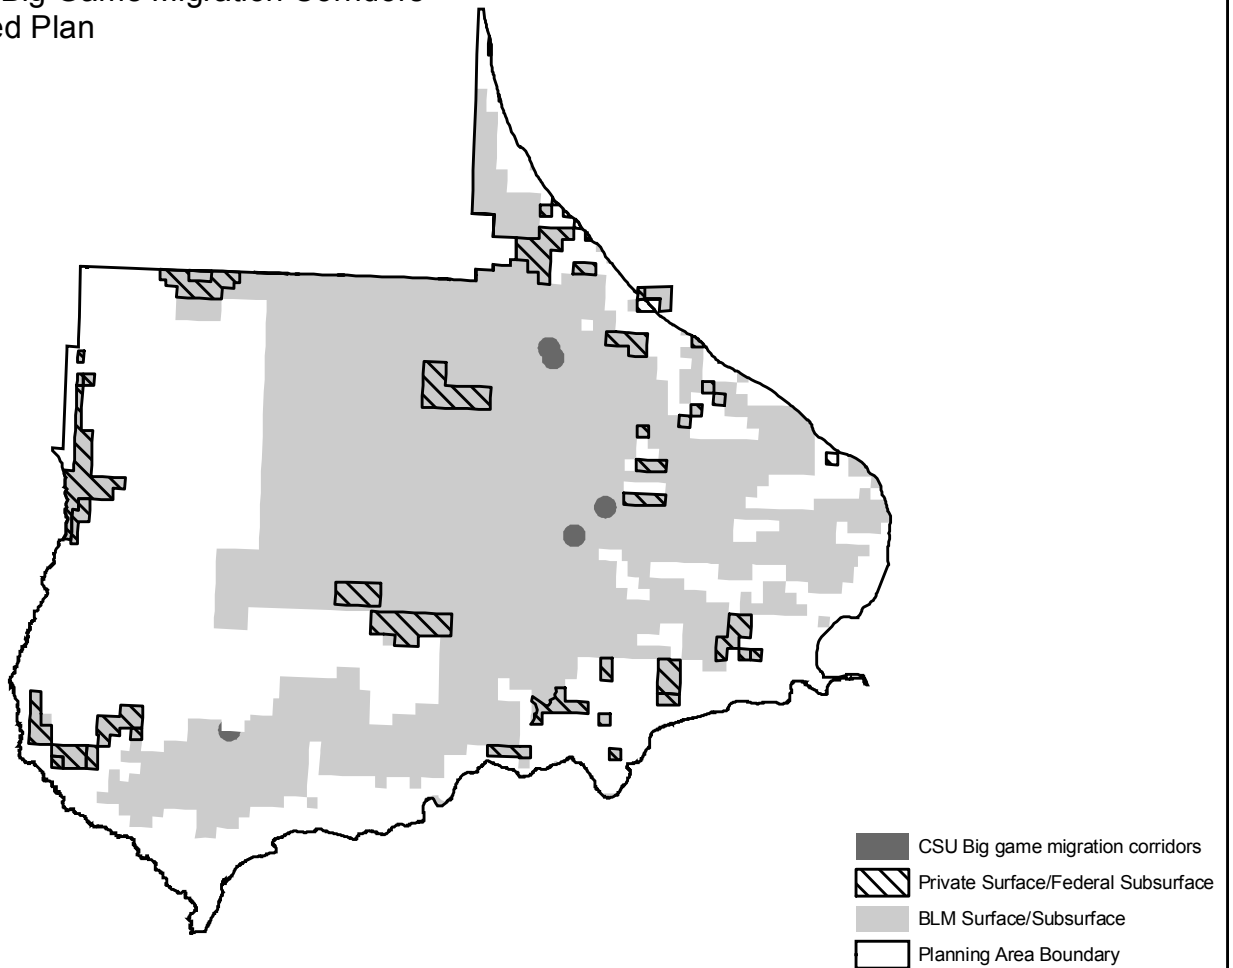 Big Game Migration Corridors
ed Plan
CSU Big game migration corridors
Private Surface/Federal Subsurface
BLM Surface/Subsurface
Planning Area Boundary